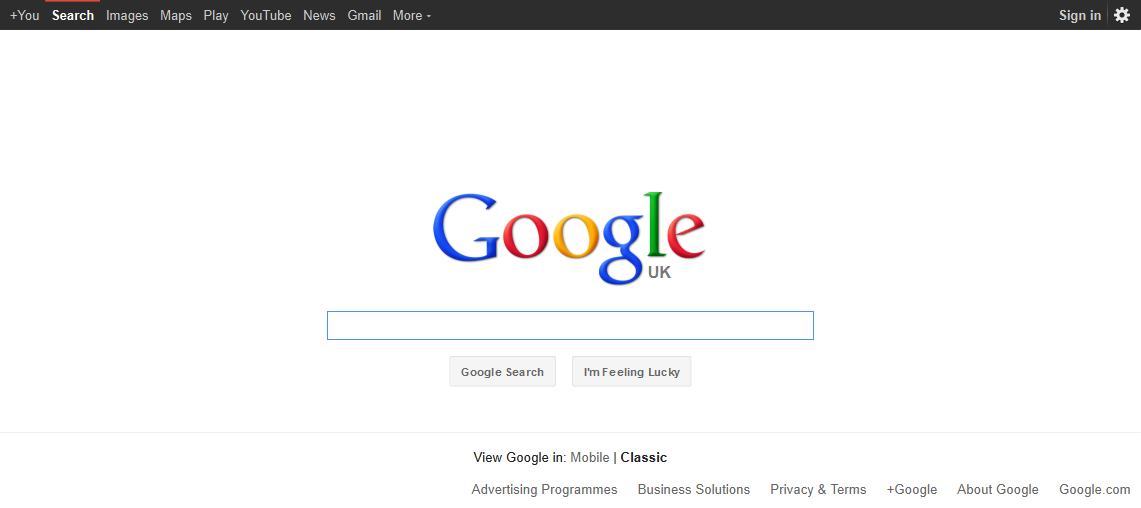 +You Search Images Maps Play YouTube News Gmail More Sign in
Google
UK
Google Search I'm Feeling Lucky
View Google in: Mobile | Classic
Advertising Programmes Business Solutions Privacy & Terms +Google About Google Google.com